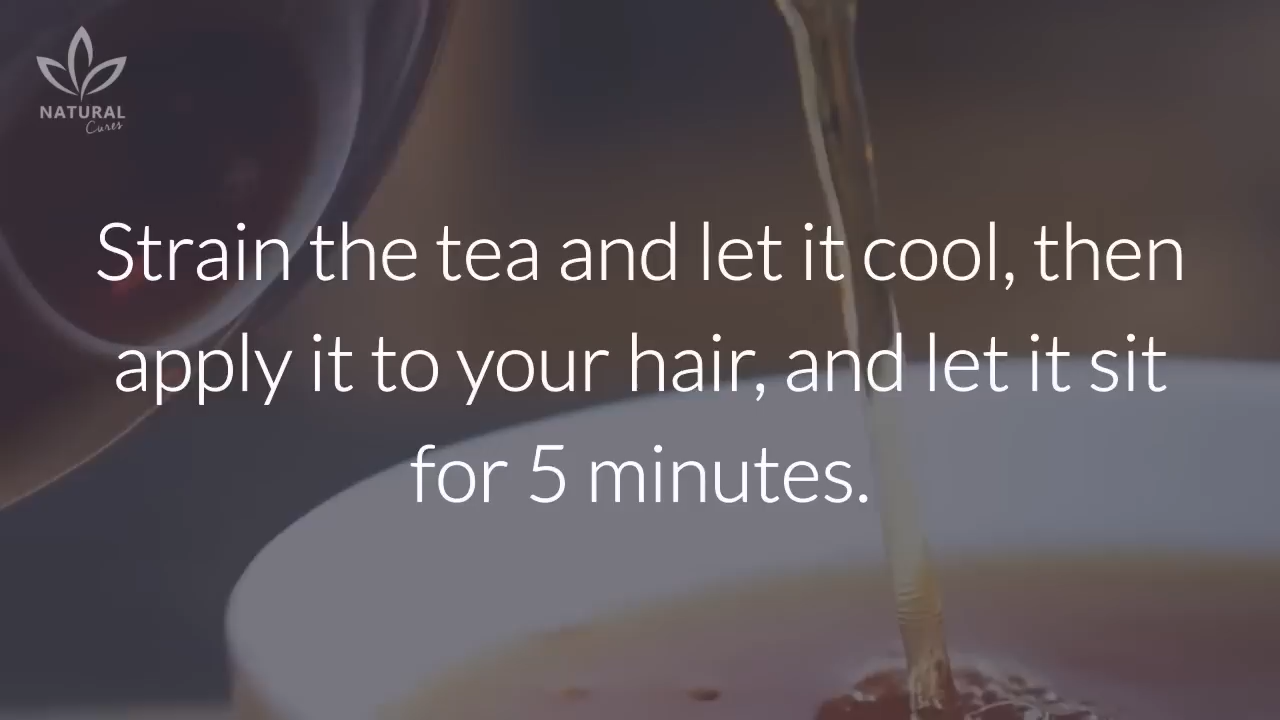 NATURAL
Cures
Strain the tea and let it cool, then
apply it to your hair, and let it sit
for 5 minutes.